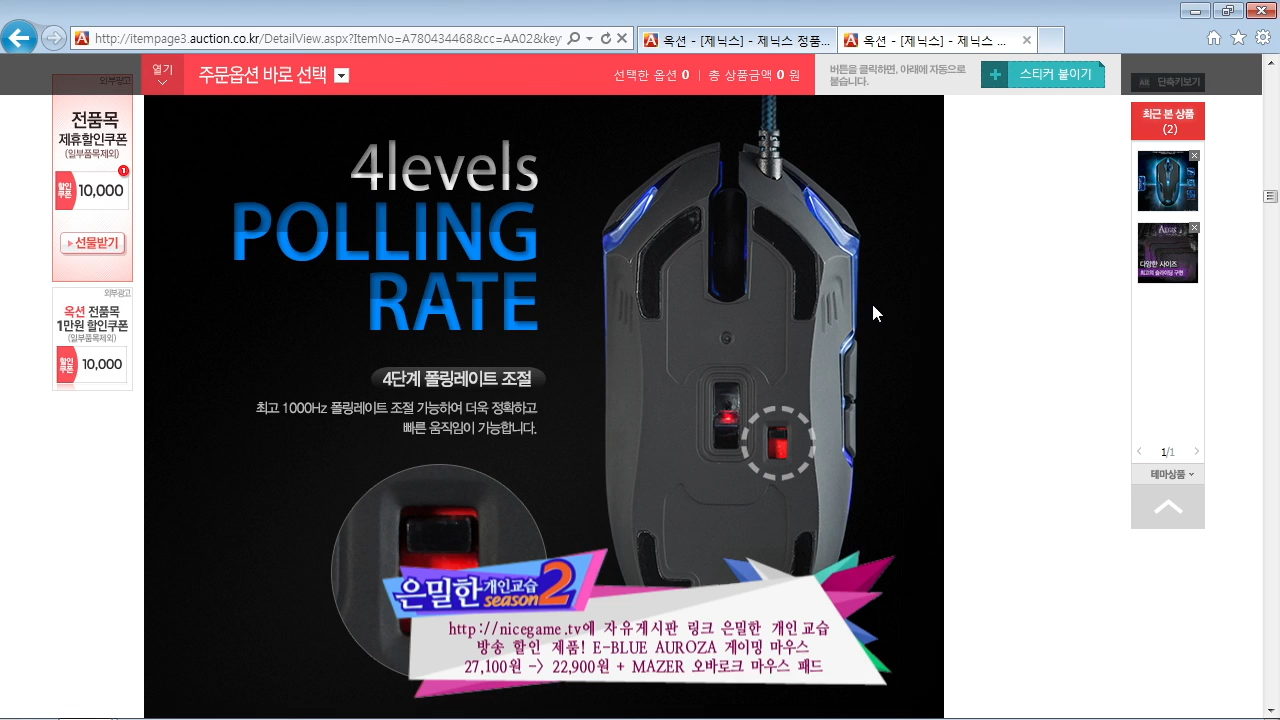 http://itempage3.auction.co.kr/DetailView.aspx?ItemNo=A780434468&cc=AA02&key
옥션 - [제닉스] - 제닉스 정품...
옥션 - [제닉스] - 제닉스 ...
열기
주문옵션 바로 선택
선택한 옵션 0 | 총 상품금액 0 원
버튼을 클릭하면, 아래에 자동으로
붙습니다.
스티커 붙이기
Alt 단축키보기
외부광고
전품목
제휴할인쿠폰
(일부품목제외)
1
할인
쿠폰
10,000
선물받기
외부광고
옥션 전품목
1만원 할인쿠폰
(일부품목제외)
할인
쿠폰
10,000
4levels
POLLING
RATE
4단계 폴링레이트 조절
최고 1000Hz 폴링레이트 조절 가능하여 더욱 정확하고
빠른 움직임이 가능합니다.
최근 본 상품
(2)
다양한 사이즈
최고의 슬라이딩 구현
1/1
테마상품
은밀한 개인교습
season2
http://nicegame.tv에 자유게시판 링크 은밀한 개인교습
방송 할인 제품! E-BLUE AUROZA 게이밍 마우스
27,100원 -> 22,900원 + MAZER 오바로크 마우스 패드